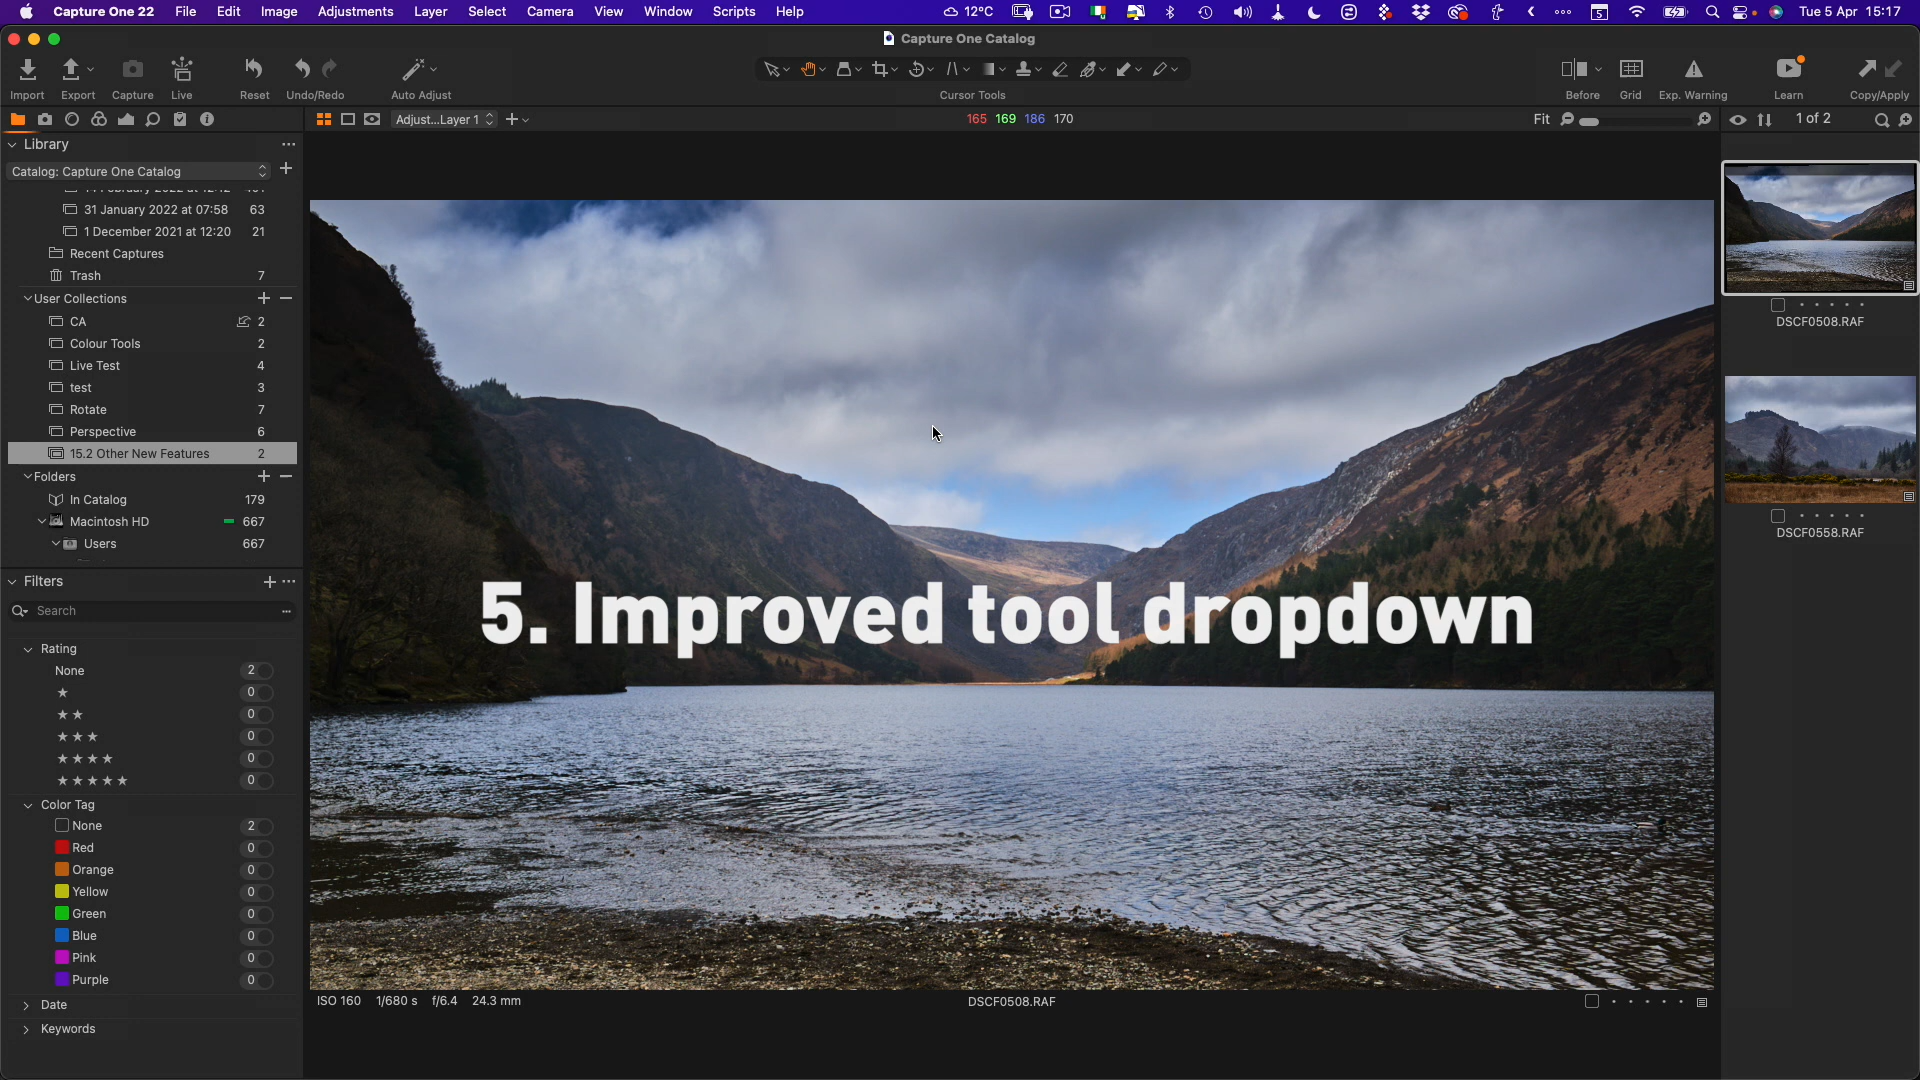 Capture One 22 File Edit Image Adjustments Layer Select Camera View Window Scripts Help 12°C 5 Tue 5 Apr 15:17
Capture One Catalog
Import Export Capture Live Reset Undo/Redo Auto Adjust Cursor Tools Before Grid Exp. Warning Learn Copy/Apply
Adjust...Layer 1 165 169 186 170 Fit 1 of 2
Library
Catalog: Capture One Catalog
31 January 2022 at 07:58 63
1 December 2021 at 12:20 21
Recent Captures
Trash 7
User Collections
CA 2
Colour Tools 2
Live Test 4
test 3
Rotate 7
Perspective 6
15.2 Other New Features 2
Folders
In Catalog 179
Macintosh HD 667
Users 667
Filters
Search
Rating
None 2
★ 0
★★ 0
★★★ 0
★★★★ 0
★★★★★ 0
Color Tag
None 2
Red 0
Orange 0
Yellow 0
Green 0
Blue 0
Pink 0
Purple 0
Date
Keywords
5. Improved tool dropdown
ISO 160 1/680 s f/6.4 24.3 mm DSCF0508.RAF
DSCF0508.RAF
DSCF0558.RAF